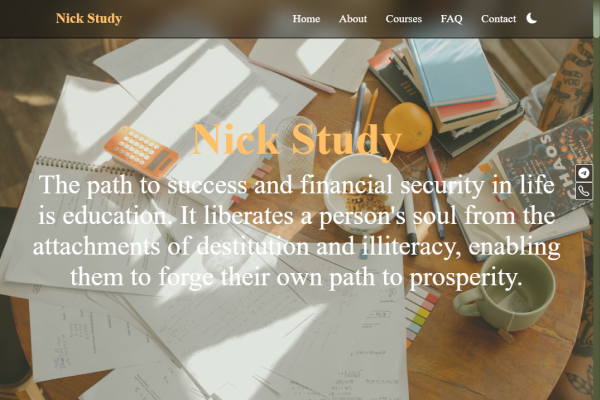 Nick Study
Home About Courses FAQ Contact
Nick Study
The path to success and financial security in life
is education. It liberates a person's soul from the
attachments of destitution and illiteracy, enabling
them to forge their own path to prosperity.